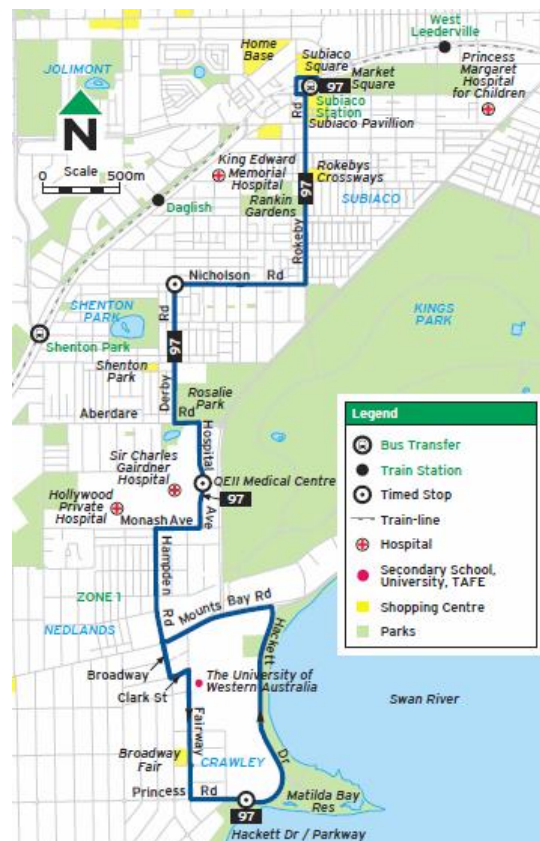 West
Leederville
Home
Base
Subiaco
Square
JOLIMONT
Market
Square
Princess
Margaret
Hospital
for Children
97
Subiaco
Station
Rd
Subiaco Pavillion
N
Scale
0 500m
King Edward
Memorial
Hospital
Rokebys
Crossways
Daglish
Rankin
Gardens
97
SUBIACO
Rokeby
Nicholson Rd
KINGS
PARK
SHENTON
PARK
Rd
Shenton Park
97
Shenton
Park
Derby
Rosalie
Park
Aberdare Rd
Hospital
Sir Charles
Gairdner
Hospital
QEII Medical Centre
97
Hollywood
Private
Hospital
Monash Ave
Ave
Hampden
Rd
ZONE 1
Mounts Bay Rd
NEDLANDS
Hackett
Broadway
Clark St
The University of
Western Australia
Fairway
Swan River
Broadway
Fair
CRAWLEY
Dr
Princess Rd
Matilda Bay
Res
97
Hackett Dr / Parkway
Legend
Bus Transfer
Train Station
Timed Stop
Train-line
Hospital
Secondary School,
University, TAFE
Shopping Centre
Parks